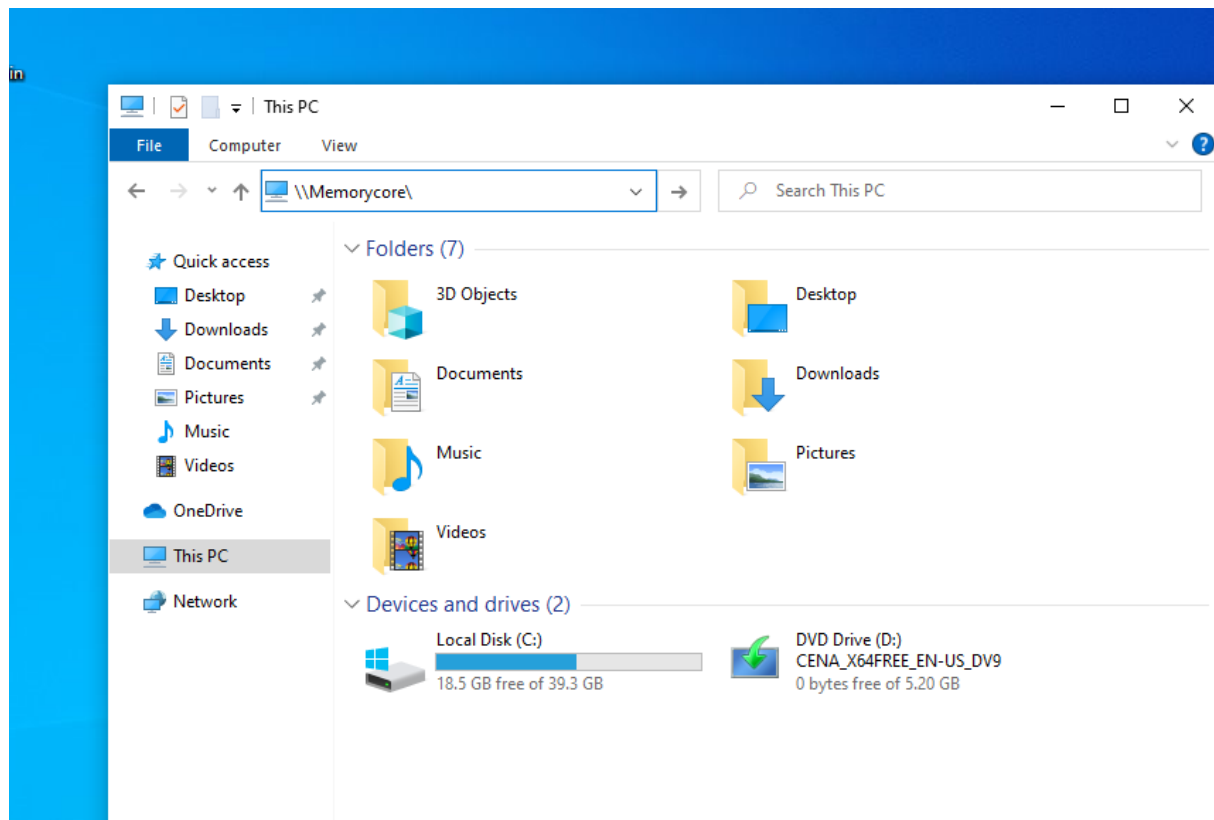 in
This PC
File Computer View
\\Memorycore\
Search This PC
Quick access
Desktop
Downloads
Documents
Pictures
Music
Videos
OneDrive
This PC
Network
Folders (7)
3D Objects
Desktop
Documents
Downloads
Music
Pictures
Videos
Devices and drives (2)
Local Disk (C:)
18.5 GB free of 39.3 GB
DVD Drive (D:)
CENA_X64FREE_EN-US_DV9
0 bytes free of 5.20 GB